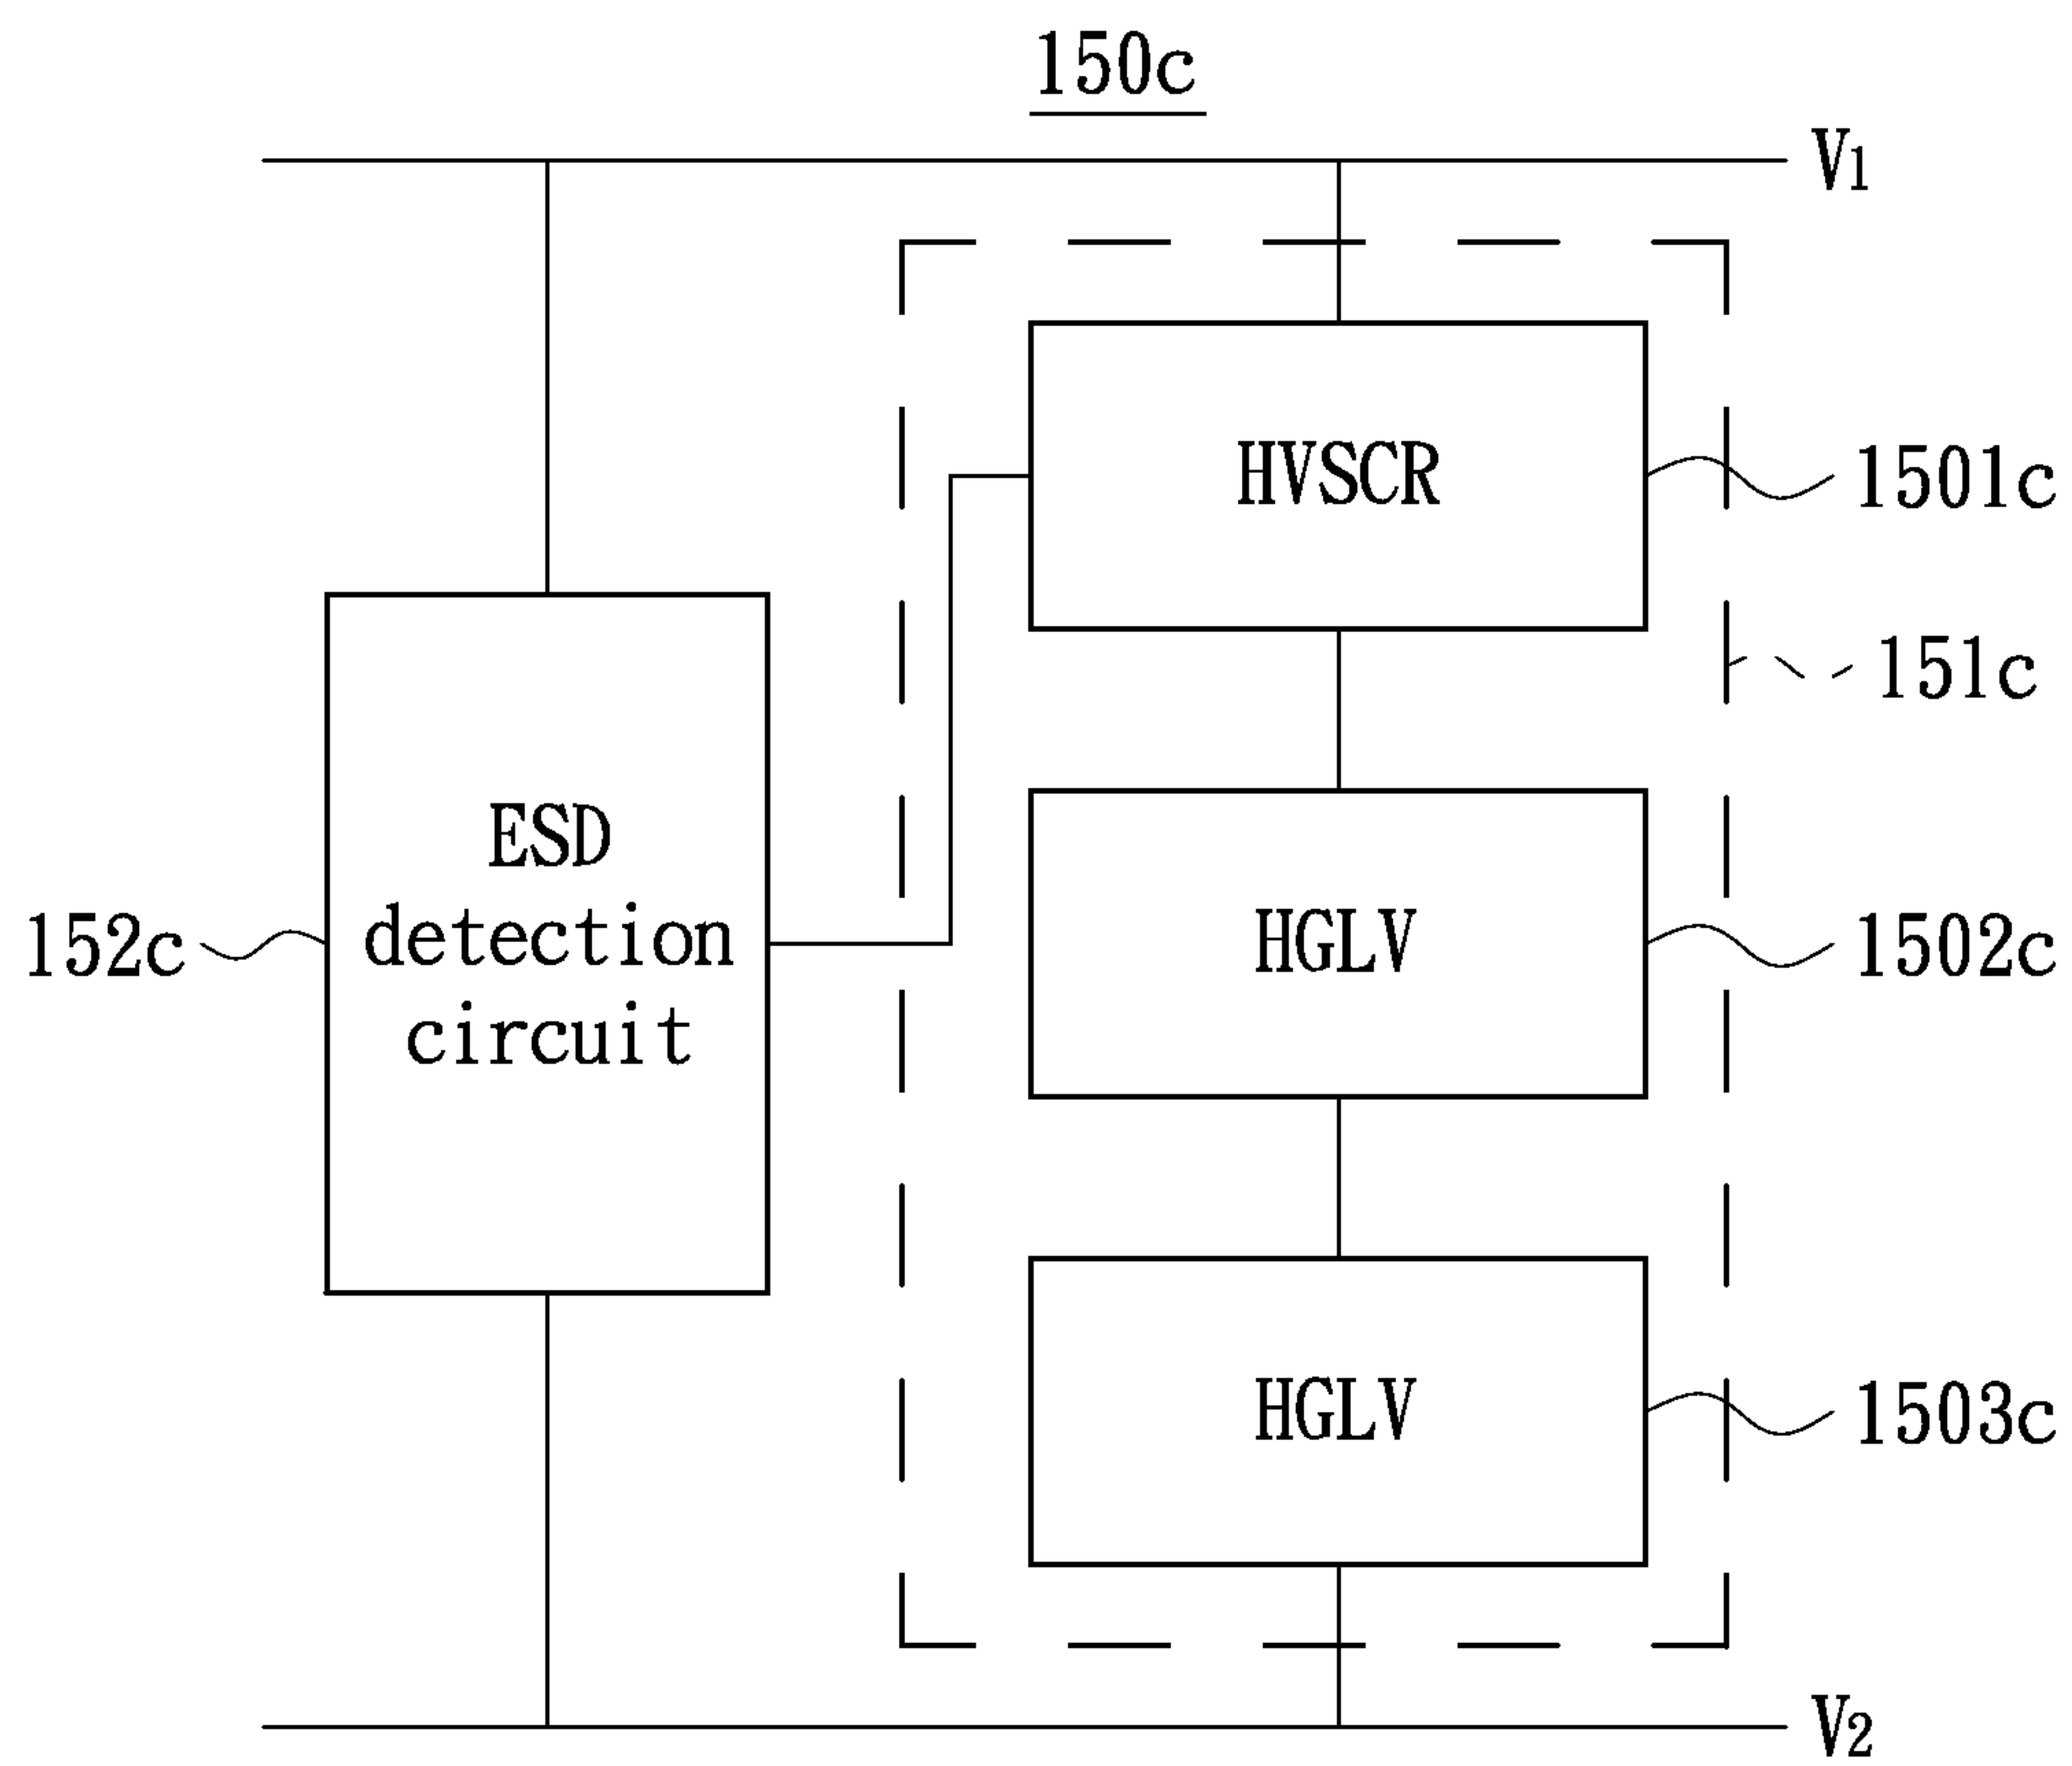 150c
V1
HVSCR
1501c
151c
ESD
detection
circuit
152c
HGLV
1502c
HGLV
1503c
V2